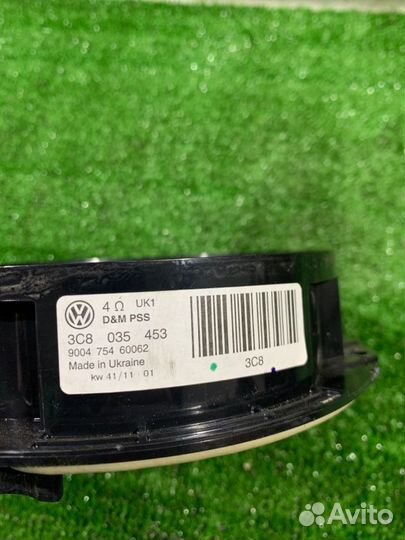 4 Ω UK1
D&M PSS
3C8 035 453
9004 754 60062
Made in Ukraine
kw 41/11 01
3C8
Avito